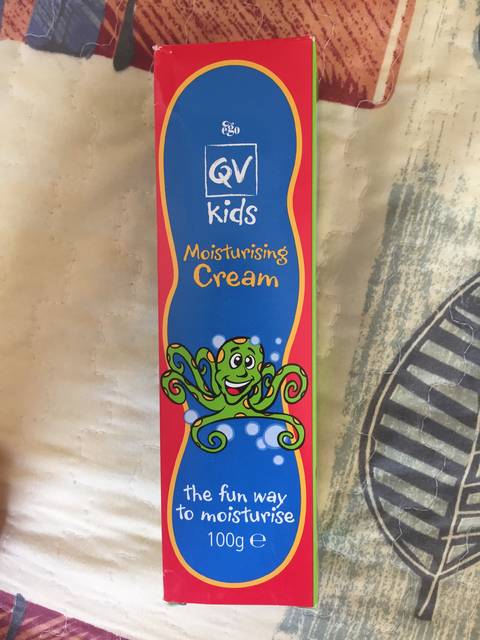 ego
QV
kids
Moisturising
Cream
the fun way
to moisturise
100g ℮